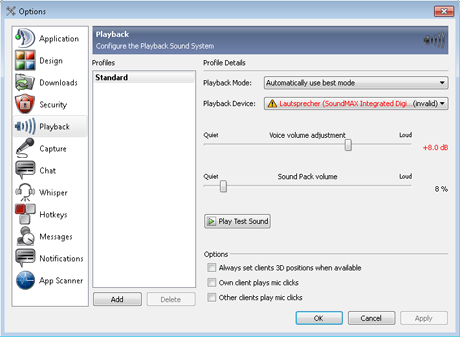 Options
Application
Design
Downloads
Security
Playback
Capture
Chat
Whisper
Hotkeys
Messages
Notifications
App Scanner
Playback
Configure the Playback Sound System
Profiles
Standard
Add
Delete
Profile Details
Playback Mode:
Automatically use best mode
Playback Device:
Lautsprecher (SoundMAX Integrated Digi... (invalid)
Quiet
Voice volume adjustment
Loud
+8.0 dB
Quiet
Sound Pack volume
Loud
8 %
Play Test Sound
Options
Always set clients 3D positions when available
Own client plays mic clicks
Other clients play mic clicks
OK
Cancel
Apply